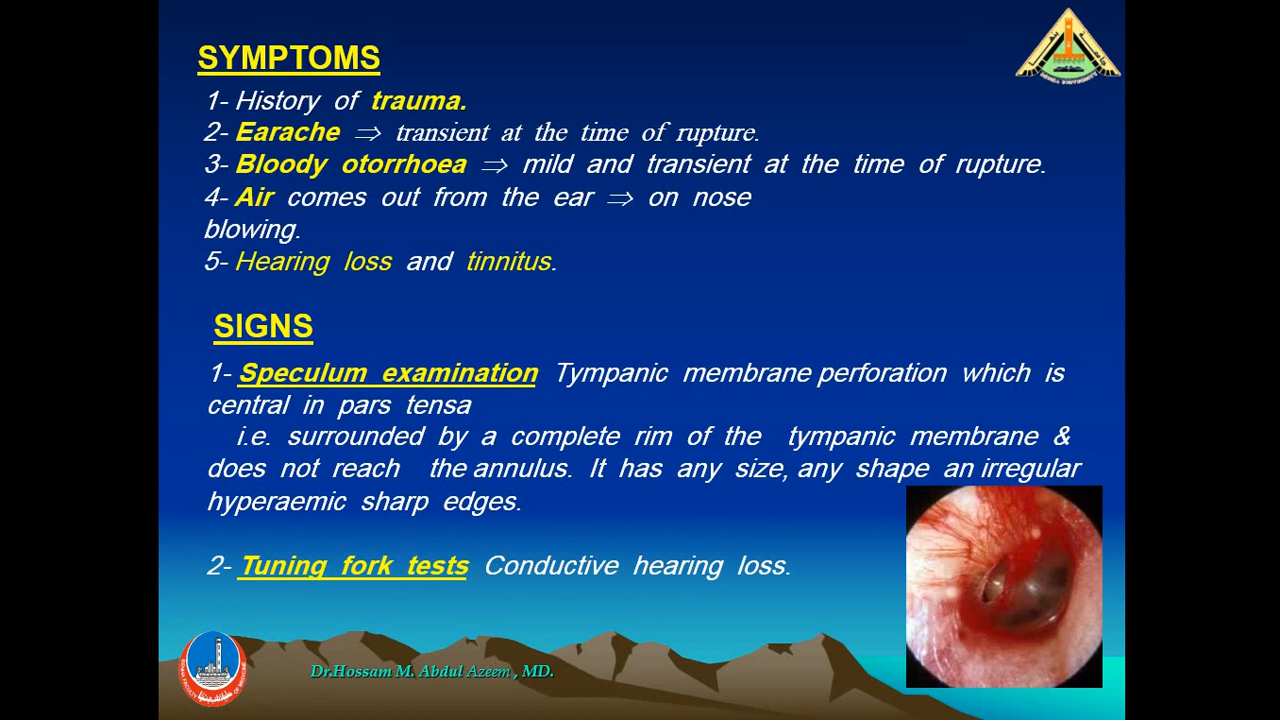 SYMPTOMS
1- History of trauma.
2- Earache ⇒ transient at the time of rupture.
3- Bloody otorrhoea ⇒ mild and transient at the time of rupture.
4- Air comes out from the ear ⇒ on nose
blowing.
5- Hearing loss and tinnitus.
SIGNS
1- Speculum examination Tympanic membrane perforation which is
central in pars tensa
i.e. surrounded by a complete rim of the tympanic membrane &
does not reach the annulus. It has any size, any shape an irregular
hyperaemic sharp edges.
2- Tuning fork tests Conductive hearing loss.
Dr.Hossam M. Abdul Azeem , MD.